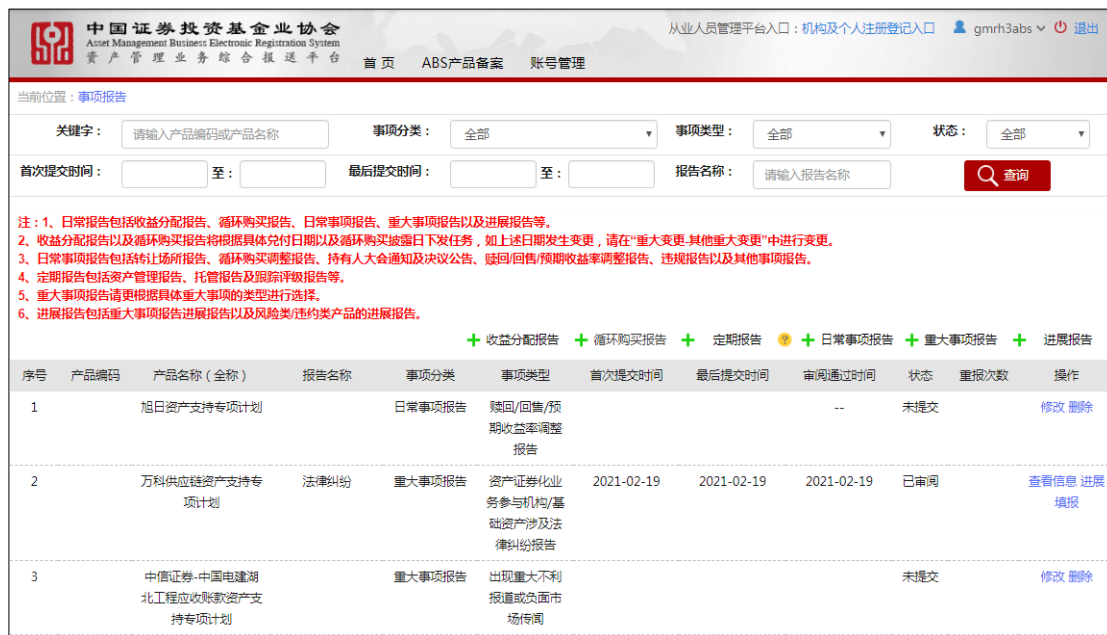 中国证券投资基金业协会
Asset Management Business Electronic Registration System
资产管理业务综合报送平台
首 页 ABS产品备案 账号管理
从业人员管理平台入口：机构及个人注册登记入口 gmrh3abs 退出
当前位置：事项报告
关键字： 请输入产品编码或产品名称 事项分类： 全部 事项类型： 全部 状态： 全部
首次提交时间： 至： 最后提交时间： 至： 报告名称： 请输入报告名称 查询
注：1、日常报告包括收益分配报告、循环购买报告、日常事项报告、重大事项报告以及进展报告等。
2、收益分配报告以及循环购买报告将根据具体兑付日期以及循环购买披露日下发任务，如上述日期发生变更，请在“重大变更-其他重大变更”中进行变更。
3、日常事项报告包括转让场所报告、循环购买调整报告、持有人大会通知及决议公告、赎回/回售/预期收益率调整报告、违规报告以及其他事项报告。
4、定期报告包括资产管理报告、托管报告及跟踪评级报告等。
5、重大事项报告请更根据具体重大事项的类型进行选择。
6、进展报告包括重大事项报告进展报告以及风险类/违约类产品的进展报告。
+ 收益分配报告 + 循环购买报告 + 定期报告 ? + 日常事项报告 + 重大事项报告 + 进展报告
序号 产品编码 产品名称（全称） 报告名称 事项分类 事项类型 首次提交时间 最后提交时间 审阅通过时间 状态 重报次数 操作
1 旭日资产支持专项计划 日常事项报告 赎回/回售/预 -- 未提交 修改 删除
期收益率调整
报告
2 万科供应链资产支持专 法律纠纷 重大事项报告 资产证券化业 2021-02-19 2021-02-19 2021-02-19 已审阅 查看信息 进展
项计划 务参与机构/基 填报
础资产涉及法
律纠纷报告
3 中信证券-中国电建湖 重大事项报告 出现重大不利 未提交 修改 删除
北工程应收账款资产支 报道或负面市
持专项计划 场传闻